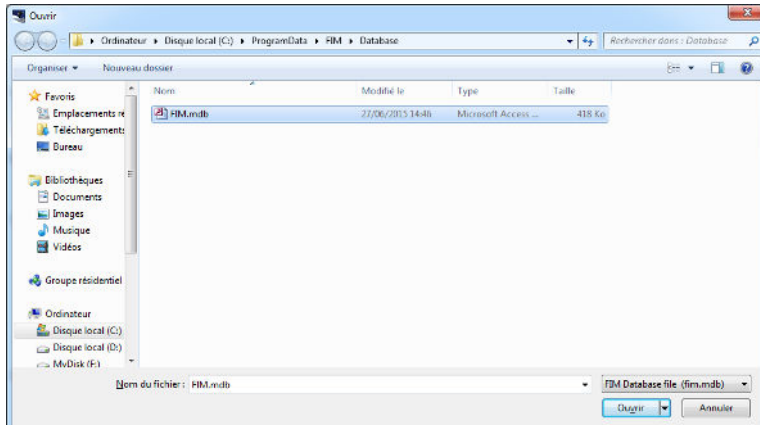 Ouvrir
Ordinateur ▸ Disque local (C:) ▸ ProgramData ▸ FIM ▸ Database
Rechercher dans : Database
Organiser
Nouveau dossier
Nom
Modifié le
Type
Taille
FIM.mdb
27/06/2015 14:46
Microsoft Access ...
418 Ko
Favoris
Emplacements ré
Téléchargements
Bureau
Bibliothèques
Documents
Images
Musique
Vidéos
Groupe résidentiel
Ordinateur
Disque local (C:)
Disque local (D:)
MyDisk (F:)
Nom du fichier : FIM.mdb
FIM Database file (fim.mdb)
Ouvrir
Annuler